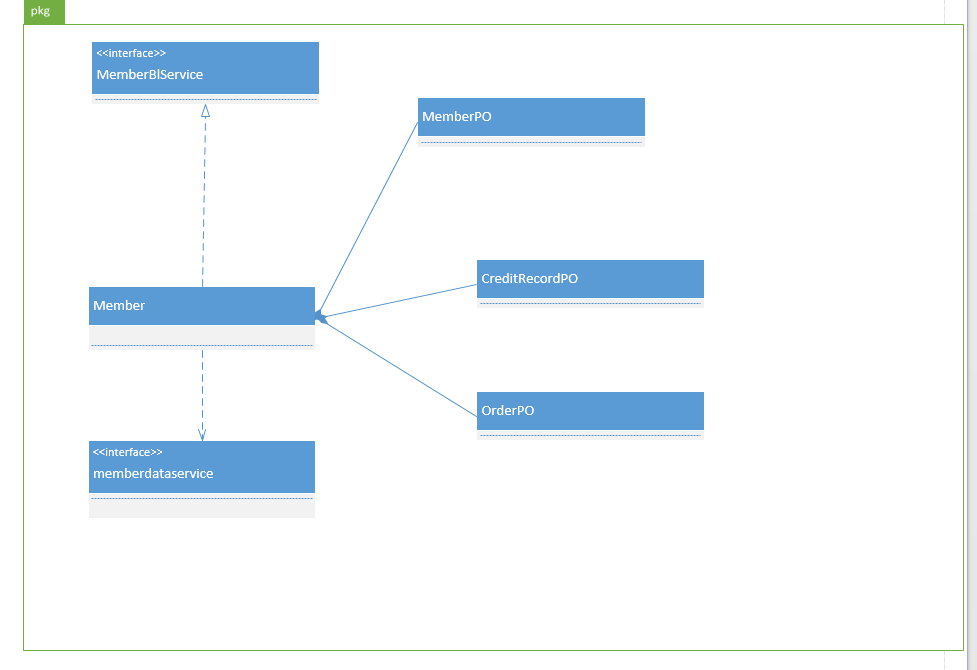 pkg
<<interface>>
MemberBlService
MemberPO
CreditRecordPO
Member
OrderPO
<<interface>>
memberdataservice